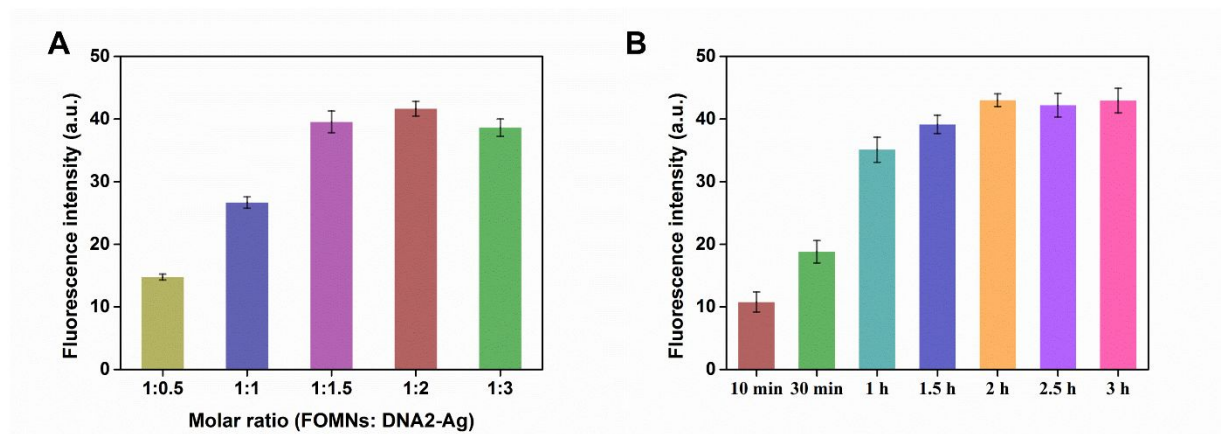 A
50
40
30
20
10
0
Fluorescence intensity (a.u.)
1:0.5 1:1 1:1.5 1:2 1:3
Molar ratio (FOMNs: DNA2-Ag)
B
50
40
30
20
10
0
Fluorescence intensity (a.u.)
10 min 30 min 1 h 1.5 h 2 h 2.5 h 3 h